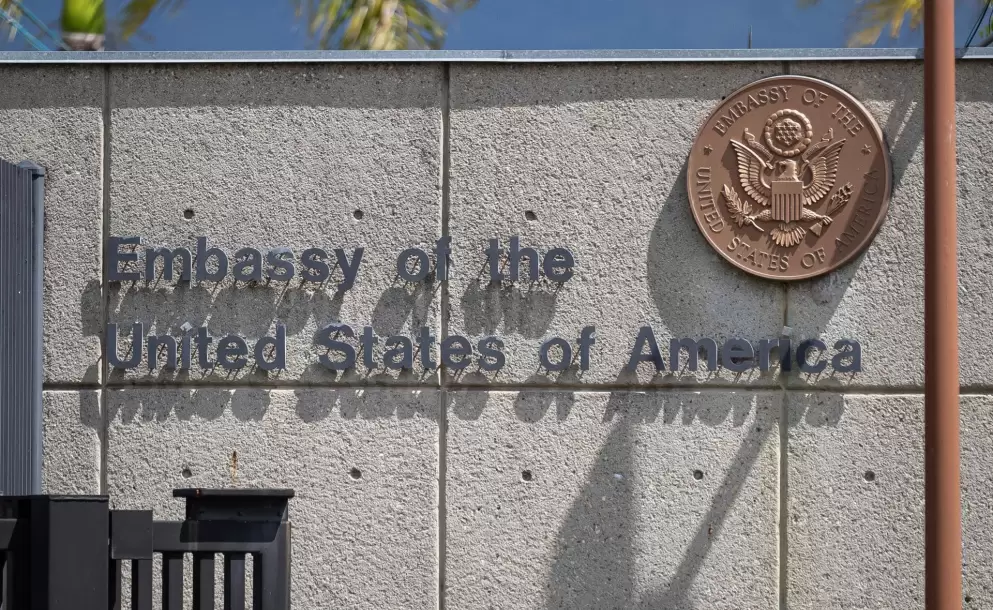 Embassy of the
United States of America
EMBASSY OF THE
UNITED STATES OF AMERICA